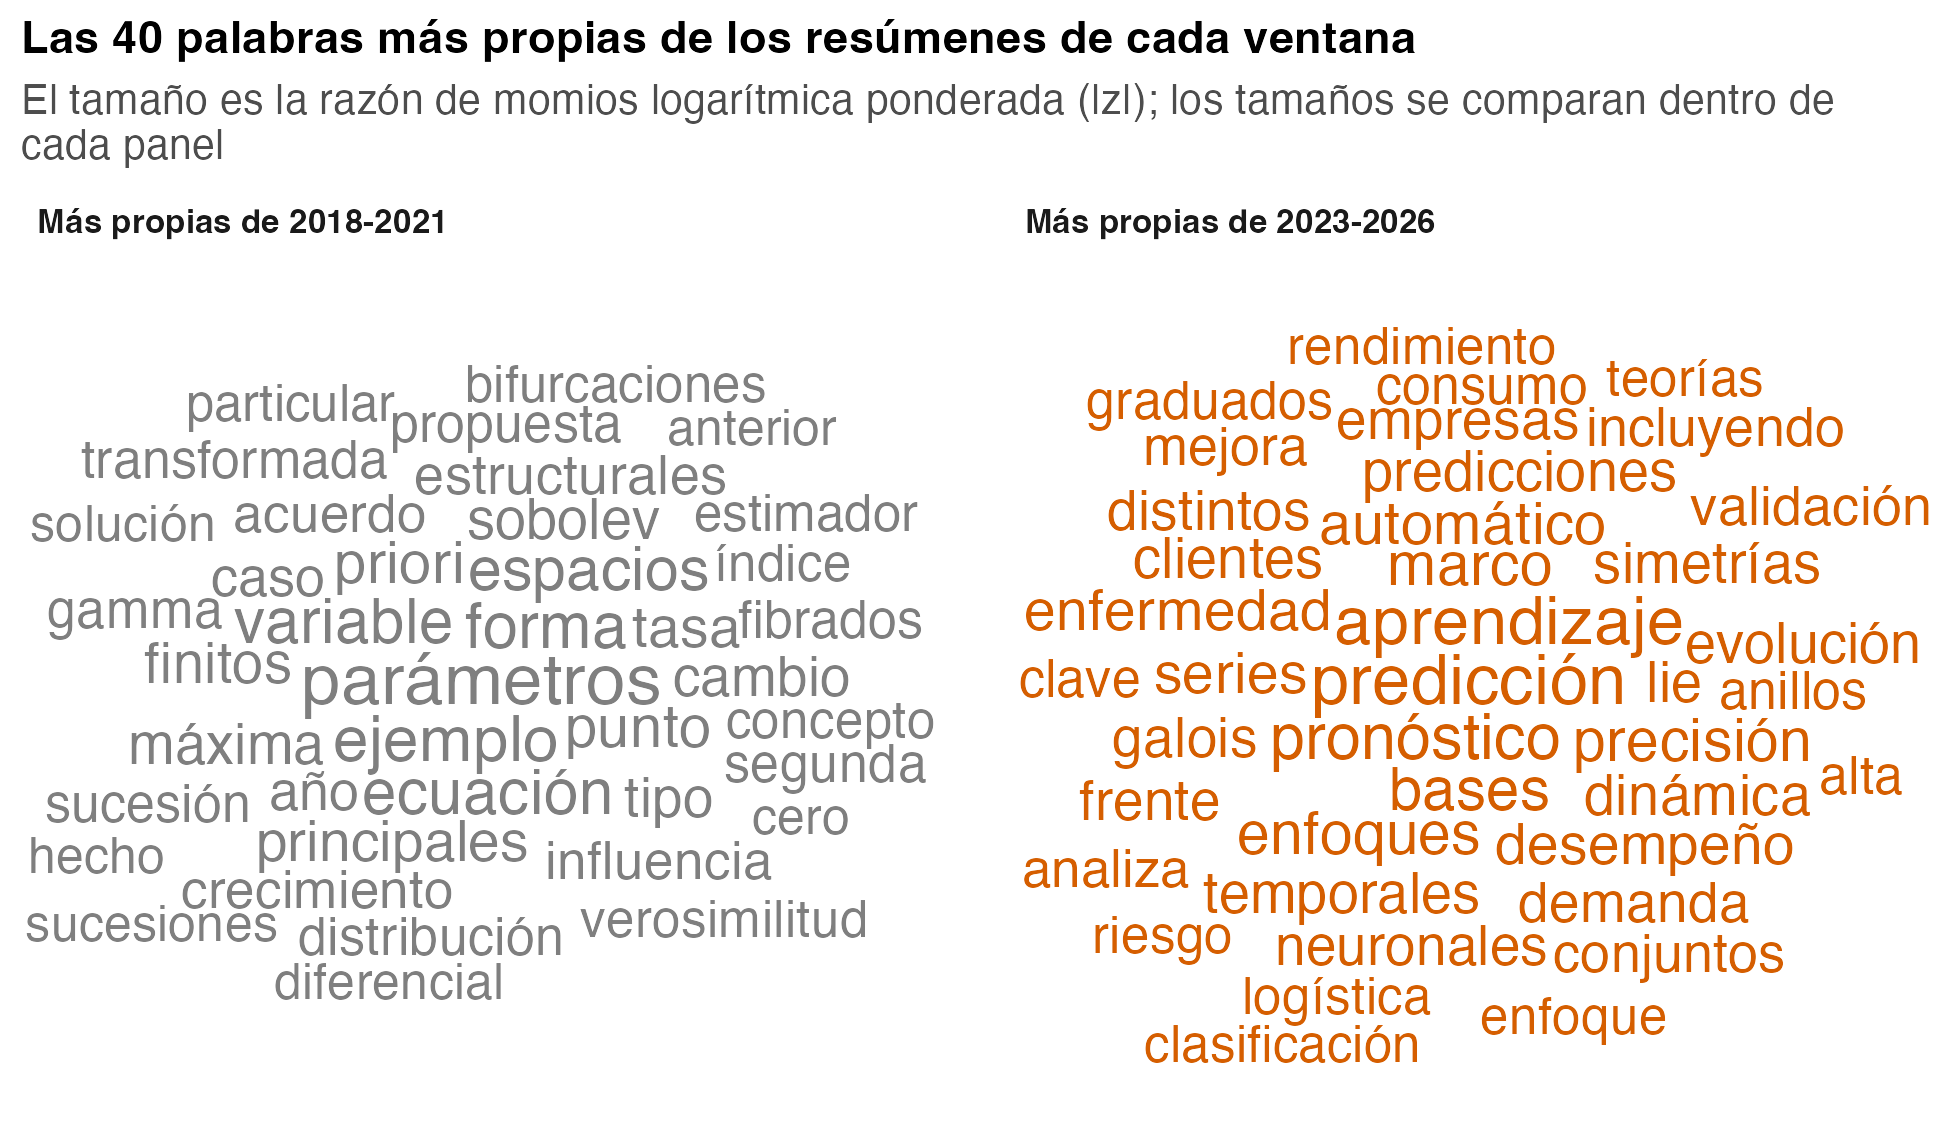 Las 40 palabras más propias de los resúmenes de cada ventana
El tamaño es la razón de momios logarítmica ponderada (|z|); los tamaños se comparan dentro de
cada panel
Más propias de 2018-2021
bifurcaciones
particular
propuesta
anterior
transformada
estructurales
solución
acuerdo
sobolev
estimador
priori
espacios
índice
caso
gamma
variable
forma
tasa
fibrados
finitos
parámetros
cambio
máxima
ejemplo
punto
concepto
segunda
sucesión
año
ecuación
tipo
cero
hecho
principales
influencia
crecimiento
sucesiones
distribución
verosimilitud
diferencial
Más propias de 2023-2026
rendimiento
graduados
consumo
teorías
mejora
empresas
incluyendo
predicciones
distintos
automático
validación
clientes
marco
simetrías
enfermedad
aprendizaje
evolución
clave
series
predicción
lie
anillos
galois
pronóstico
precisión
frente
bases
dinámica
alta
enfoques
desempeño
analiza
temporales
demanda
riesgo
neuronales
conjuntos
logística
enfoque
clasificación